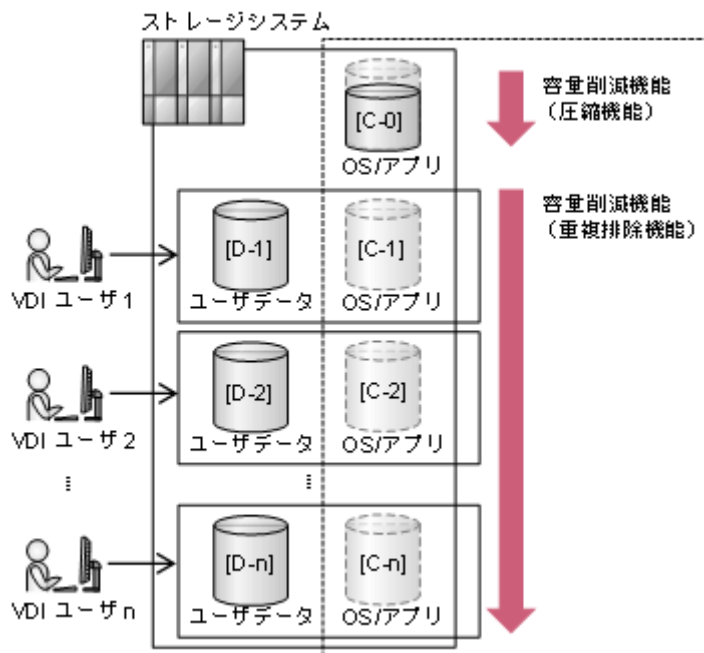 ストレージシステム
容量削減機能
（圧縮機能）
[C-0]
OS/アプリ
容量削減機能
（重複排除機能）
[D-1]
[C-1]
VDI ユーザ1
ユーザデータ
OS/アプリ
[D-2]
[C-2]
VDI ユーザ2
ユーザデータ
OS/アプリ
[D-n]
[C-n]
VDI ユーザn
ユーザデータ
OS/アプリ